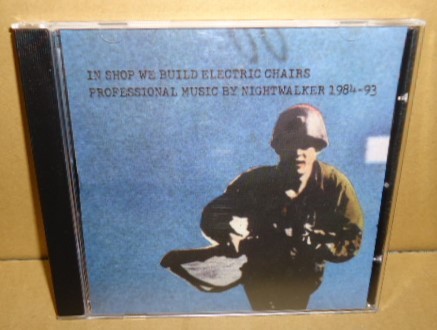 IN SHOP WE BUILD ELECTRIC CHAIRS
PROFESSIONAL MUSIC BY NIGHTWALKER 1984-93